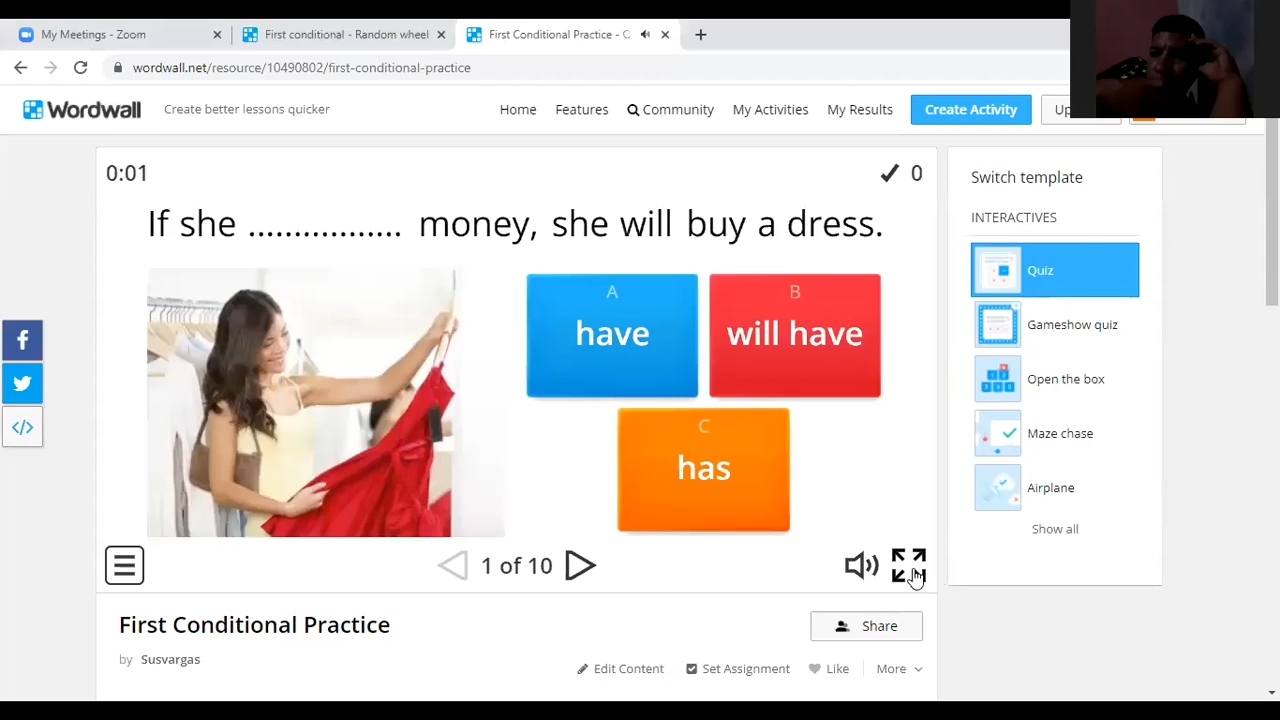 My Meetings - Zoom
First conditional - Random wheel
First Conditional Practice -
wordwall.net/resource/10490802/first-conditional-practice
Wordwall
Create better lessons quicker
Home
Features
Community
My Activities
My Results
Create Activity
0:01
0
If she ................. money, she will buy a dress.
A
have
B
will have
C
has
1 of 10
Switch template
INTERACTIVES
Quiz
Gameshow quiz
Open the box
Maze chase
Airplane
Show all
First Conditional Practice
Share
by Susvargas
Edit Content
Set Assignment
Like
More